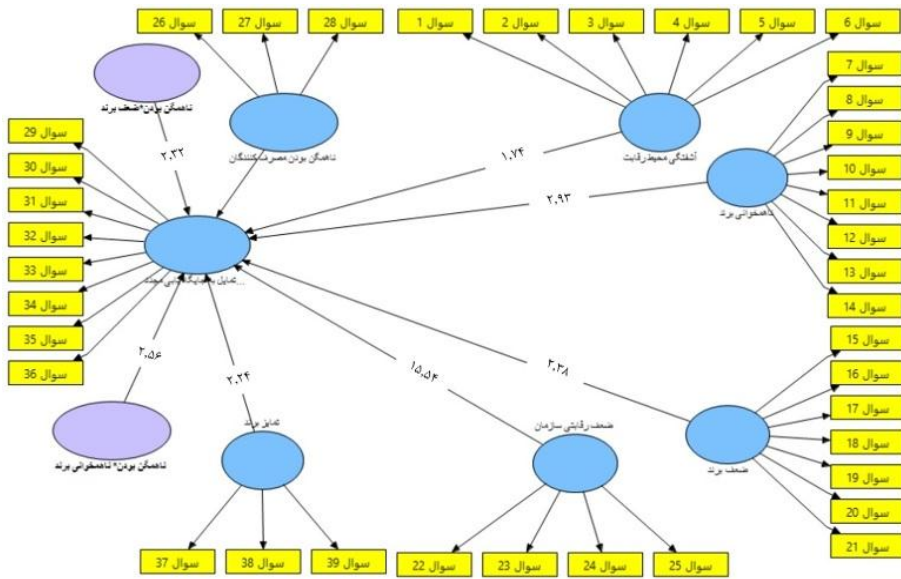 سوال 26
سوال 27
سوال 28
سوال 1
سوال 2
سوال 3
سوال 4
سوال 5
سوال 6
سوال 7
سوال 8
سوال 9
سوال 10
سوال 11
سوال 12
سوال 13
سوال 14
ناهمگن بودن*ضعف برند
ناهمگن بودن مصرف کنندگان
آشفتگی محیط رقابت
ناهمخوانی برند
سوال 29
سوال 30
سوال 31
سوال 32
سوال 33
سوال 34
سوال 35
سوال 36
۲.۳۲
۱.۷۴
۲.۹۳
تمایل به جایگاه یابی مجدد...
۲.۵۶
۲.۲۴
۱۵.۵۴
۲.۳۸
ناهمگن بودن* ناهمخوانی برند
تمایز برند
ضعف رقابتی سازمان
ضعف برند
سوال 15
سوال 16
سوال 17
سوال 18
سوال 19
سوال 20
سوال 21
سوال 37
سوال 38
سوال 39
سوال 22
سوال 23
سوال 24
سوال 25